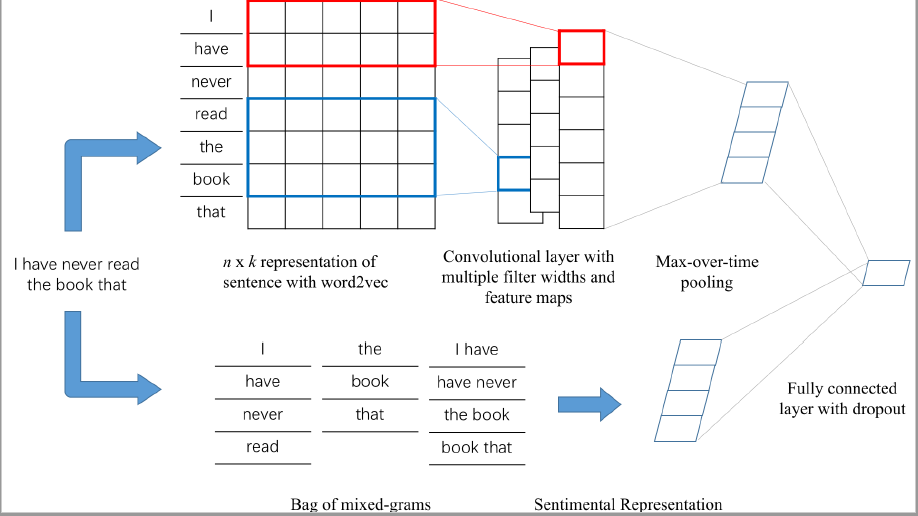 I
have
never
read
the
book
that
I have never read
the book that
n x k representation of
sentence with word2vec
Convolutional layer with
multiple filter widths and
feature maps
Max-over-time
pooling
I
have
never
read
the
book
that
I have
have never
the book
book that
Fully connected
layer with dropout
Bag of mixed-grams
Sentimental Representation